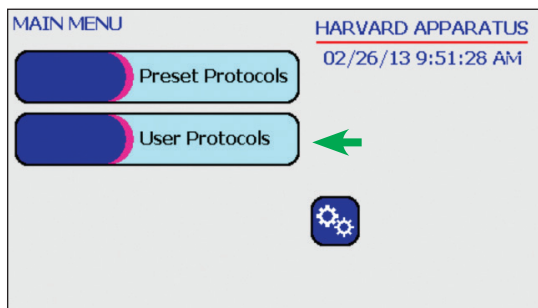 MAIN MENU
HARVARD APPARATUS
02/26/13 9:51:28 AM
Preset Protocols
User Protocols